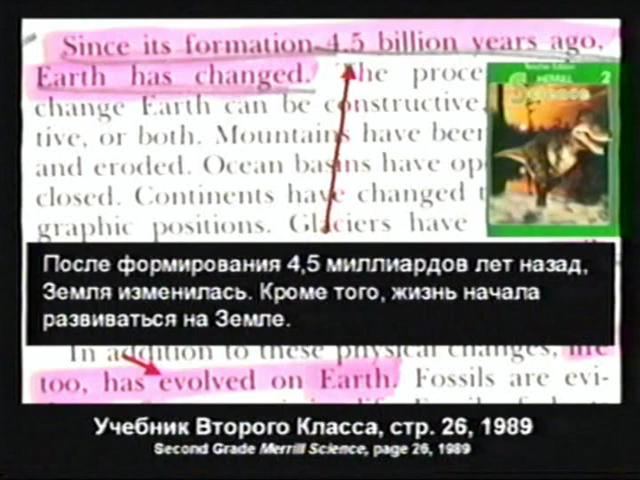 Since its formation 4.5 billion years ago,
Earth has changed. The proce
change Earth can be constructive,
tive, or both. Mountains have been
and eroded. Ocean basins have op
closed. Continents have changed t
graphic positions. Glaciers have
MERRILL 2
Science
После формирования 4,5 миллиардов лет назад,
Земля изменилась. Кроме того, жизнь начала
развиваться на Земле.
In addition to these physical changes, life
too, has evolved on Earth. Fossils are evi-
Учебник Второго Класса, стр. 26, 1989
Second Grade Merrill Science, page 26, 1989